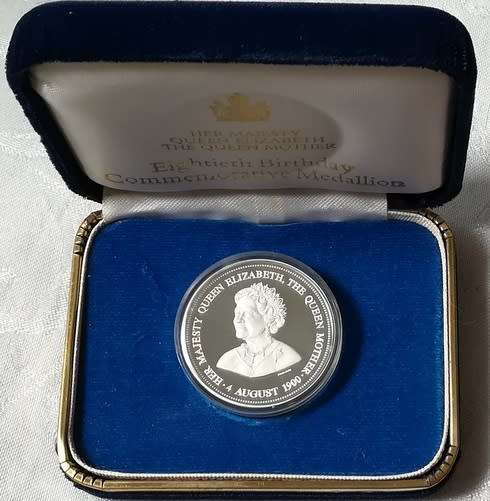 HER MAJESTY
QUEEN ELIZABETH
THE QUEEN MOTHER
Eightieth Birthday
Commemorative Medallion
HER MAJESTY QUEEN ELIZABETH, THE QUEEN MOTHER
· 4 AUGUST 1900 ·